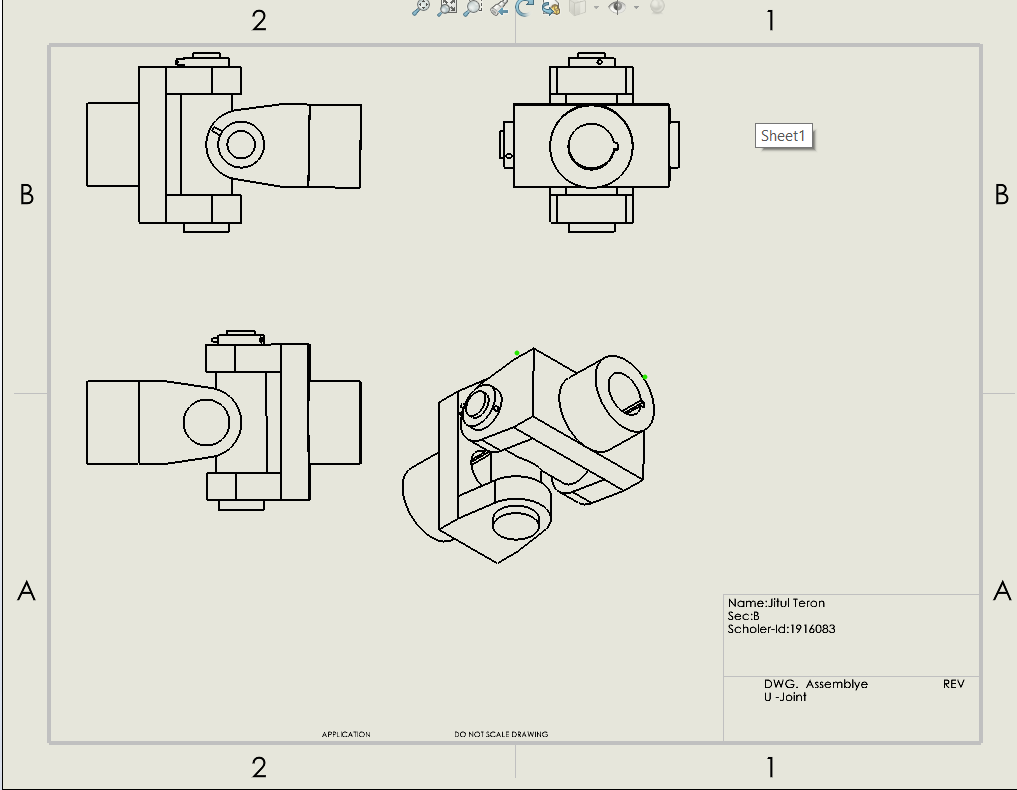 2
1
Sheet1
B
B
A
A
Name:Jitul Teron
Sec:B
Scholer-Id:1916083
DWG. Assemblye
REV
U -Joint
APPLICATION
DO NOT SCALE DRAWING
2
1